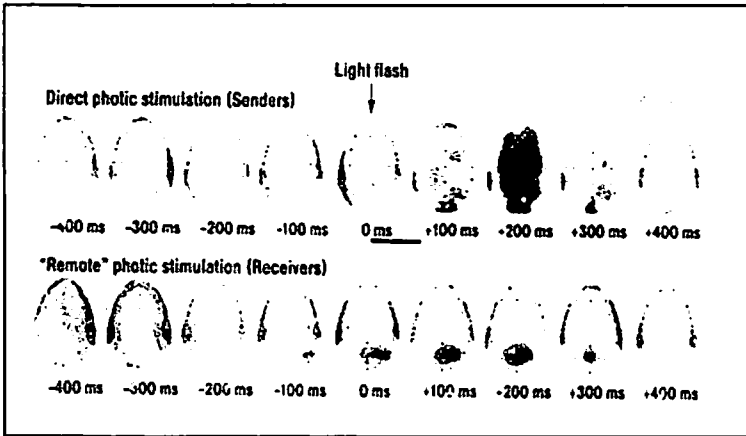 Light flash
Direct photic stimulation (Senders)
-400 ms -300 ms -200 ms -100 ms 0 ms +100 ms +200 ms +300 ms +400 ms
"Remote" photic stimulation (Receivers)
-400 ms -300 ms -200 ms -100 ms 0 ms +100 ms +200 ms +300 ms +400 ms